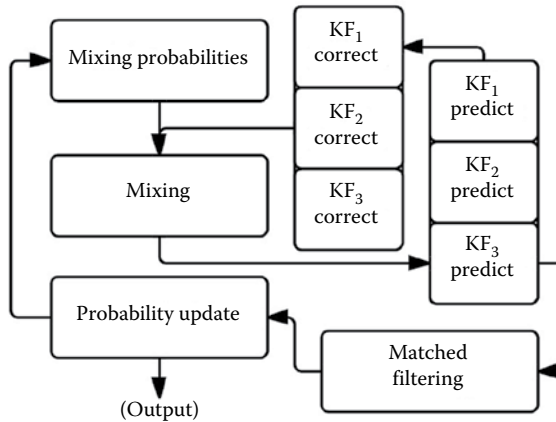 Mixing probabilities
KF₁
correct
KF₂
correct
KF₃
correct
KF₁
predict
KF₂
predict
KF₃
predict
Mixing
Probability update
Matched
filtering
(Output)